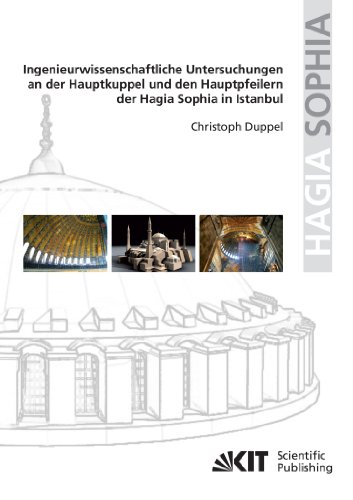 Ingenieurwissenschaftliche Untersuchungen
an der Hauptkuppel und den Hauptpfeilern
der Hagia Sophia in Istanbul
Christoph Duppel
HAGIA SOPHIA
KIT Scientific
Publishing